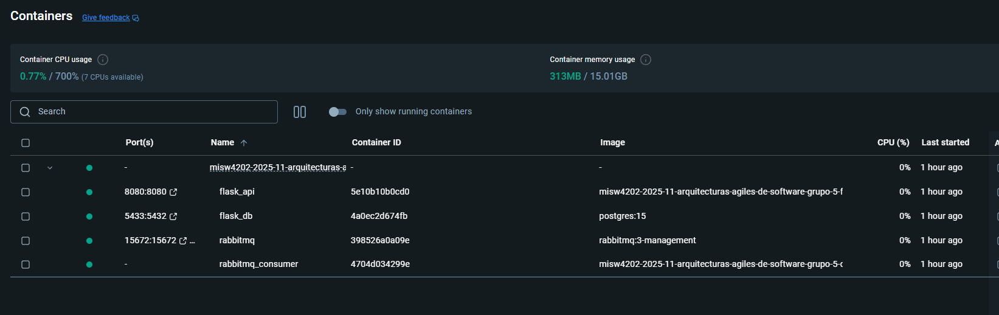 Containers Give feedback
Container CPU usage Container memory usage
0.77% / 700% (7 CPUs available) 313MB / 15.01GB
Search Only show running containers
Port(s) Name Container ID Image CPU (%) Last started A
- misw4202-2025-11-arquitecturas-a - - 0% 1 hour ago
8080:8080 flask_api 5e10b10b0cd0 misw4202-2025-11-arquitecturas-agiles-de-software-grupo-5-f 0% 1 hour ago
5433:5432 flask_db 4a0ec2d674fb postgres:15 0% 1 hour ago
15672:15672 ... rabbitmq 398526a0a09e rabbitmq:3-management 0% 1 hour ago
- rabbitmq_consumer 4704d034299e misw4202-2025-11-arquitecturas-agiles-de-software-grupo-5-c 0% 1 hour ago